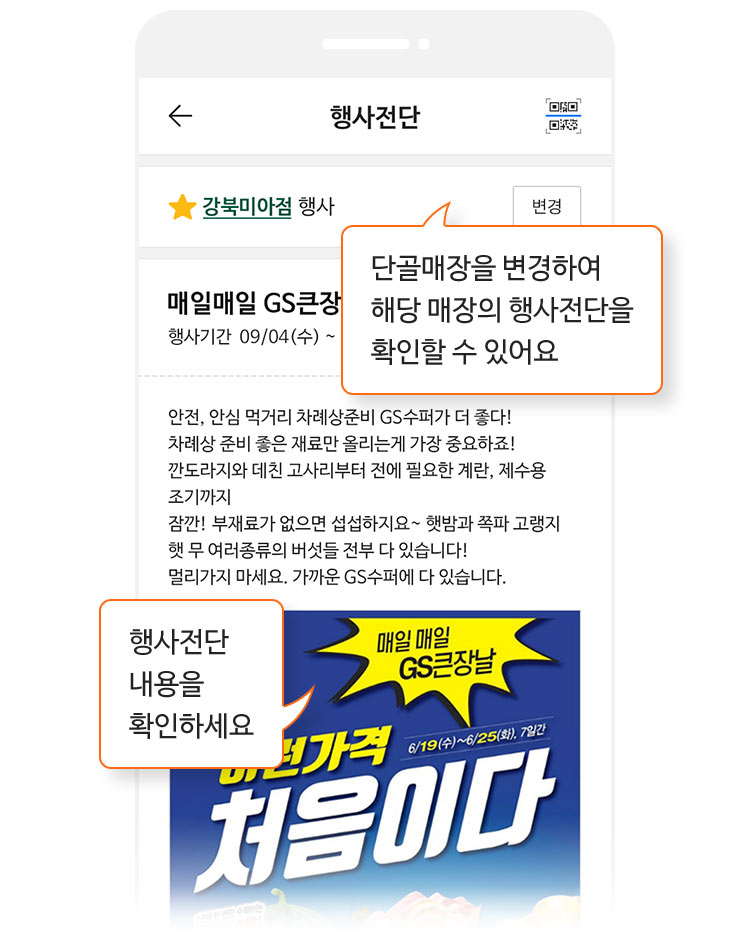 행사전단
강북미아점 행사
변경
단골매장을 변경하여
해당 매장의 행사전단을
확인할 수 있어요
매일매일 GS큰장
행사기간 09/04(수) ~
안전, 안심 먹거리 차례상준비 GS수퍼가 더 좋다!
차례상 준비 좋은 재료만 올리는게 가장 중요하죠!
깐도라지와 데친 고사리부터 전에 필요한 계란, 제수용
조기까지
잠깐! 부재료가 없으면 섭섭하지요~ 햇밤과 쪽파 고랭지
햇 무 여러종류의 버섯들 전부 다 있습니다!
멀리가지 마세요. 가까운 GS수퍼에 다 있습니다.
행사전단
내용을
확인하세요
매일 매일
GS큰장날
6/19(수)~6/25(화), 7일간
이런가격
처음이다